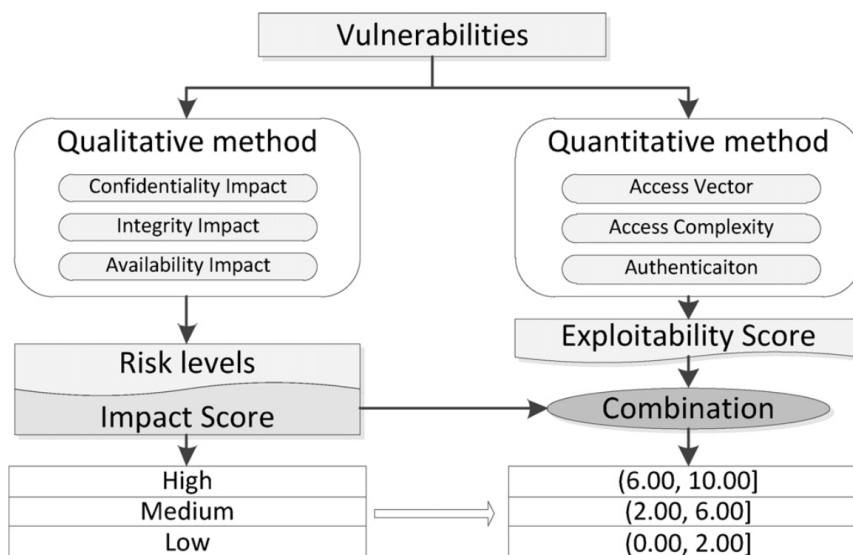 Vulnerabilities
Qualitative method
Confidentiality Impact
Integrity Impact
Availability Impact
Quantitative method
Access Vector
Access Complexity
Authenticaiton
Risk levels
Impact Score
Exploitability Score
Combination
High
Medium
Low
(6.00, 10.00]
(2.00, 6.00]
(0.00, 2.00]